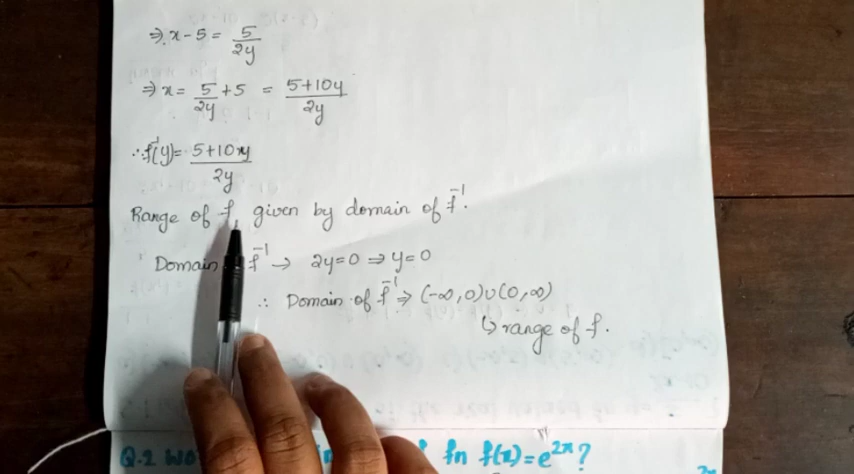 ⇒ x - 5 = 5/2y
⇒ x = 5/2y + 5 = 5+10y/2y
∴ f⁻¹(y) = 5+10y/2y
Range of f, given by domain of f⁻¹.
Domain f⁻¹ → 2y=0 ⇒ y=0
∴ Domain of f⁻¹ ⇒ (-∞,0)∪(0,∞)
↳ range of f.
Q.2 fn f(x)=e^2x?